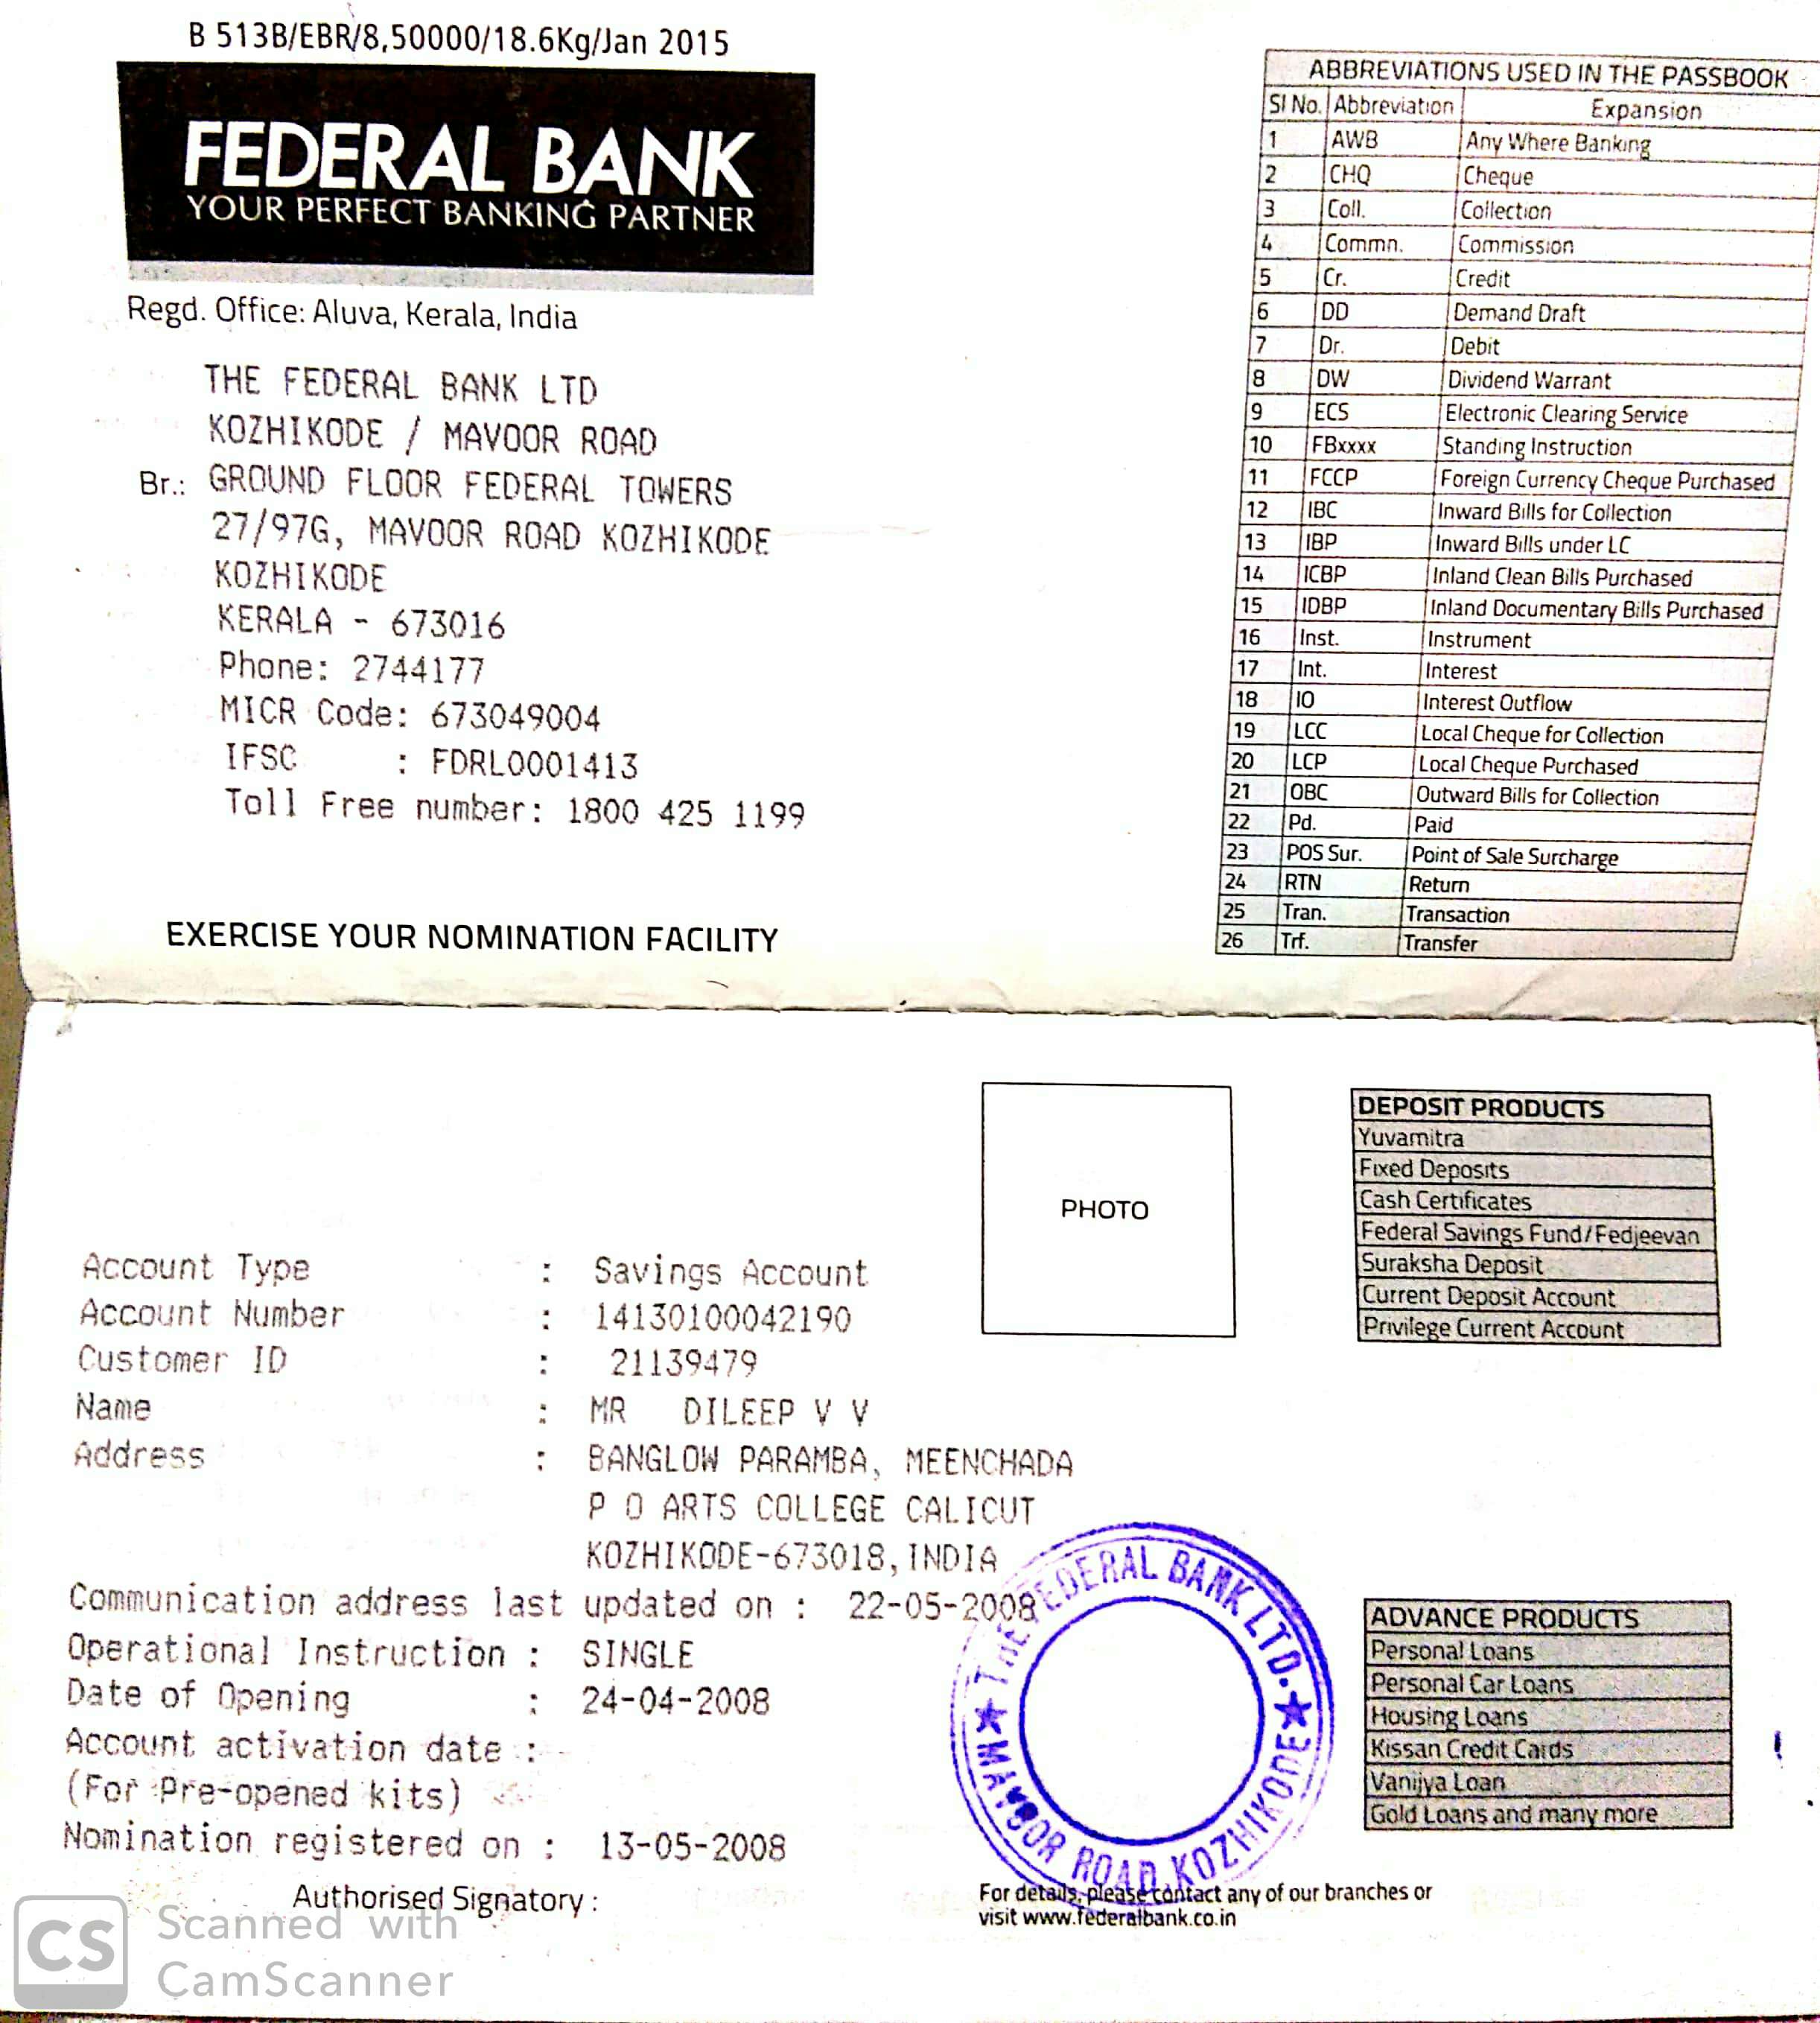 B 513B/EBR/8,50000/18.6Kg/Jan 2015
FEDERAL BANK
YOUR PERFECT BANKING PARTNER
Regd. Office: Aluva, Kerala, India
THE FEDERAL BANK LTD
KOZHIKODE / MAVOOR ROAD
Br.: GROUND FLOOR FEDERAL TOWERS
27/97G, MAVOOR ROAD KOZHIKODE
KOZHIKODE
KERALA - 673016
Phone: 2744177
MICR Code: 673049004
IFSC : FDRL0001413
Toll Free number: 1800 425 1199
EXERCISE YOUR NOMINATION FACILITY
ABBREVIATIONS USED IN THE PASSBOOK
Sl No. Abbreviation Expansion
1 AWB Any Where Banking
2 CHQ Cheque
3 Coll. Collection
4 Commn. Commission
5 Cr. Credit
6 DD Demand Draft
7 Dr. Debit
8 DW Dividend Warrant
9 ECS Electronic Clearing Service
10 FBxxxx Standing Instruction
11 FCCP Foreign Currency Cheque Purchased
12 IBC Inward Bills for Collection
13 IBP Inward Bills under LC
14 ICBP Inland Clean Bills Purchased
15 IDBP Inland Documentary Bills Purchased
16 Inst. Instrument
17 Int. Interest
18 IO Interest Outflow
19 LCC Local Cheque for Collection
20 LCP Local Cheque Purchased
21 OBC Outward Bills for Collection
22 Pd. Paid
23 POS Sur. Point of Sale Surcharge
24 RTN Return
25 Tran. Transaction
26 Trf. Transfer
PHOTO
DEPOSIT PRODUCTS
Yuvamitra
Fixed Deposits
Cash Certificates
Federal Savings Fund/Fedjeevan
Suraksha Deposit
Current Deposit Account
Privilege Current Account
Account Type : Savings Account
Account Number : 14130100042190
Customer ID : 21139479
Name : MR DILEEP V V
Address : BANGLOW PARAMBA, MEENCHADA
P O ARTS COLLEGE CALICUT
KOZHIKODE-673018, INDIA
Communication address last updated on : 22-05-2008
Operational Instruction : SINGLE
Date of Opening : 24-04-2008
Account activation date :
(For Pre-opened kits)
Nomination registered on : 13-05-2008
Authorised Signatory :
THE FEDERAL BANK LTD.
MAVOOR ROAD, KOZHIKODE
ADVANCE PRODUCTS
Personal Loans
Personal Car Loans
Housing Loans
Kissan Credit Cards
Vanijya Loan
Gold Loans and many more
For details, please contact any of our branches or
visit www.federalbank.co.in
CS
Scanned with
CamScanner